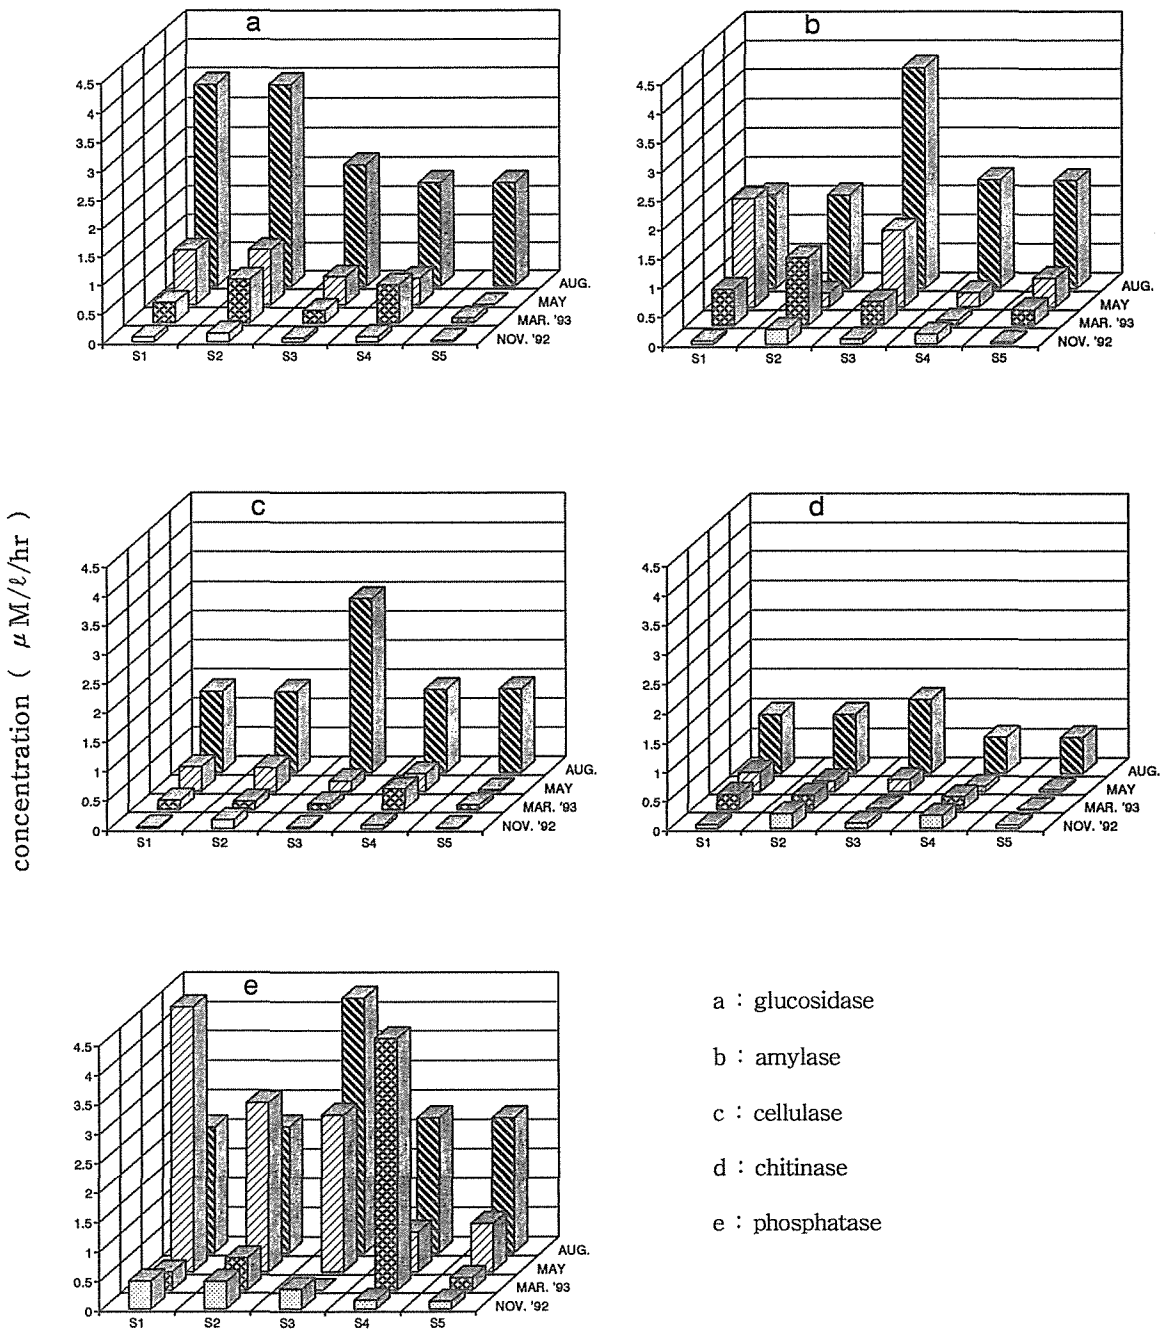 concentration ( μM/ℓ/hr )
a
4.5
4
3.5
3
2.5
2
1.5
1
0.5
0
S1 S2 S3 S4 S5
AUG.
MAY
MAR. '93
NOV. '92
b
4.5
4
3.5
3
2.5
2
1.5
1
0.5
0
S1 S2 S3 S4 S5
AUG.
MAY
MAR. '93
NOV. '92
c
4.5
4
3.5
3
2.5
2
1.5
1
0.5
0
S1 S2 S3 S4 S5
AUG.
MAY
MAR. '93
NOV. '92
d
4.5
4
3.5
3
2.5
2
1.5
1
0.5
0
S1 S2 S3 S4 S5
AUG.
MAY
MAR. '93
NOV. '92
e
4.5
4
3.5
3
2.5
2
1.5
1
0.5
0
S1 S2 S3 S4 S5
AUG.
MAY
MAR. '93
NOV. '92
a : glucosidase
b : amylase
c : cellulase
d : chitinase
e : phosphatase